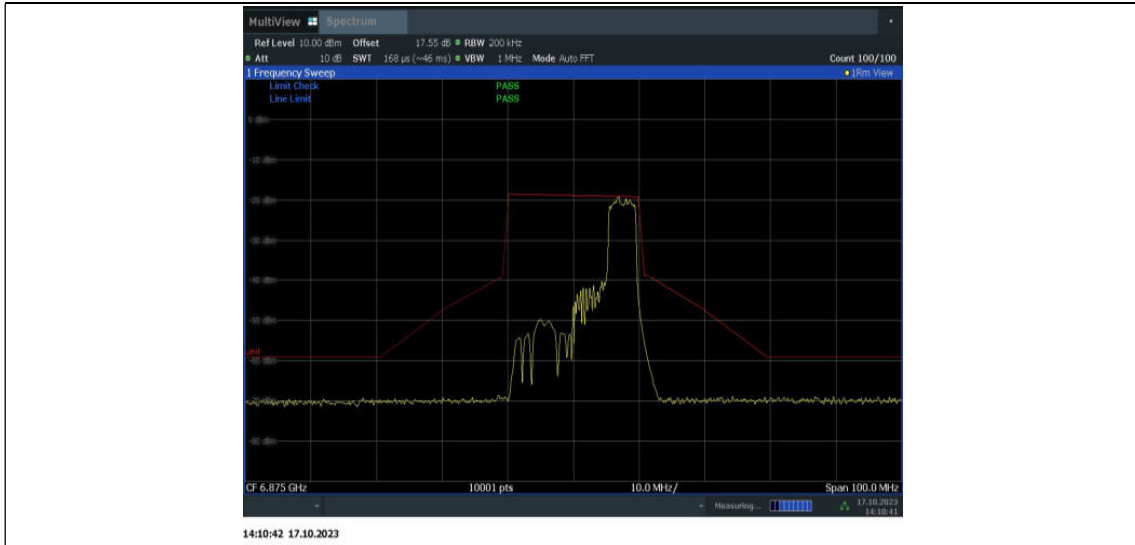 MultiView Spectrum
Ref Level 10.00 dBm Offset 17.55 dB RBW 200 kHz
Att 10 dB SWT 168 µs (~46 ms) VBW 1 MHz Mode Auto FFT Count 100/100
1 Frequency Sweep 1Rm View
Limit Check PASS
Line Limit PASS
0 dBm
-10 dBm
-20 dBm
-30 dBm
-40 dBm
-50 dBm
-60 dBm
-70 dBm
-80 dBm
CF 6.875 GHz 10001 pts 10.0 MHz/ Span 100.0 MHz
Measuring... 17.10.2023
14:10:41
14:10:42 17.10.2023